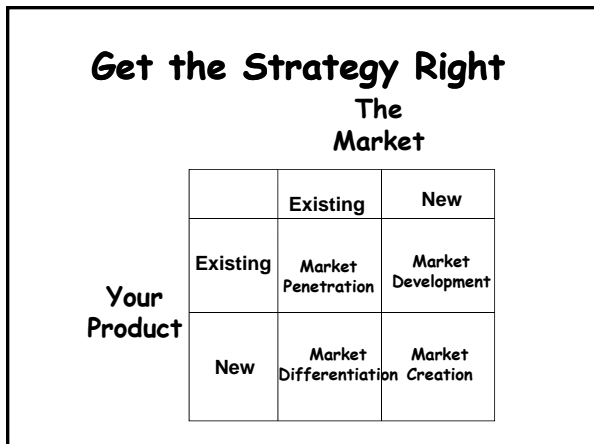 Get the Strategy Right
The
Market
Existing New
Existing Market Penetration Market Development
Your
Product
New Market Differentiation Market Creation